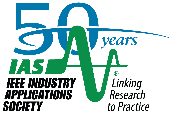 50 years
IAS
®
IEEE INDUSTRY
APPLICATIONS
SOCIETY
Linking
Research
to Practice